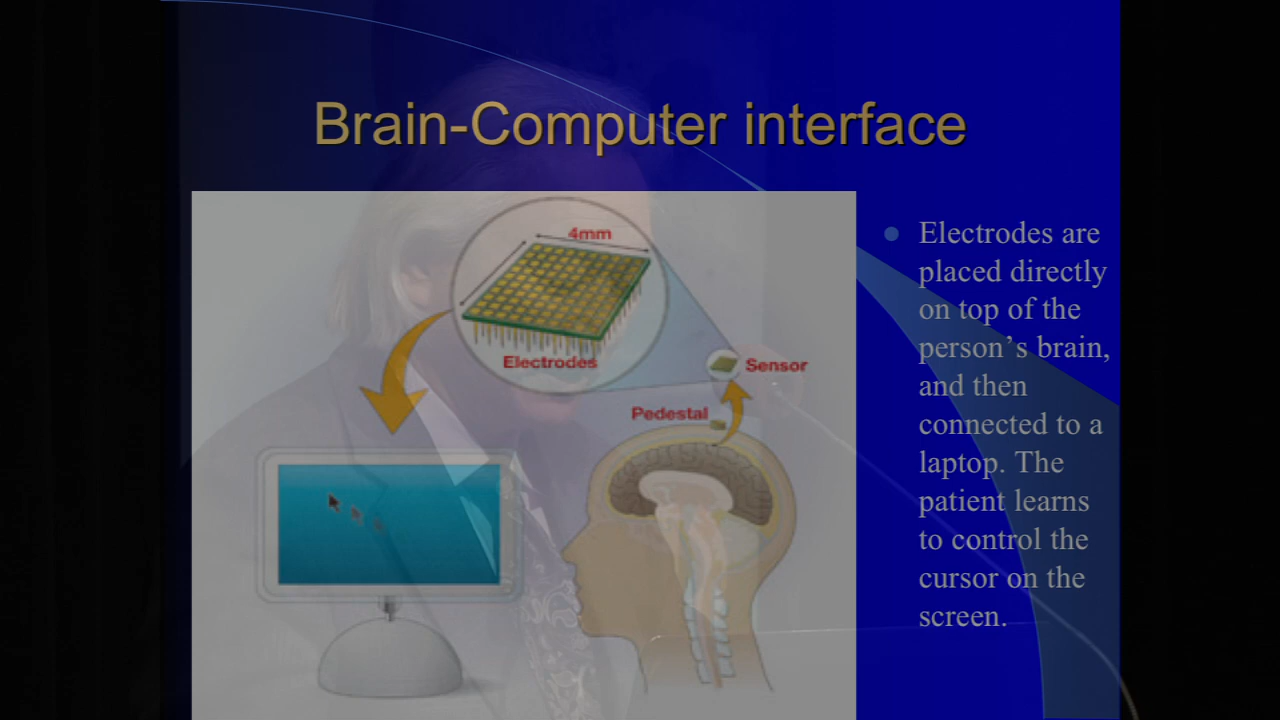 Brain-Computer interface
4mm
Electrodes
Sensor
Pedestal
Electrodes are
placed directly
on top of the
person’s brain,
and then
connected to a
laptop. The
patient learns
to control the
cursor on the
screen.